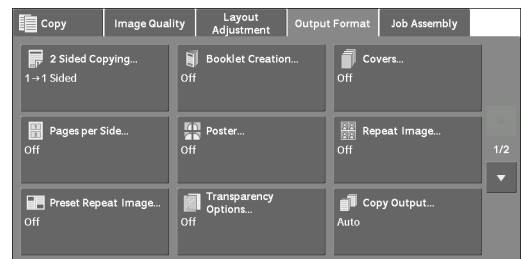 Copy
Image Quality
Layout
Adjustment
Output Format
Job Assembly
2 Sided Copying...
1→1 Sided
Booklet Creation...
Off
Covers...
Off
Pages per Side...
Off
Poster...
Off
Repeat Image...
Off
1/2
Preset Repeat Image...
Off
Transparency
Options...
Off
Copy Output...
Auto